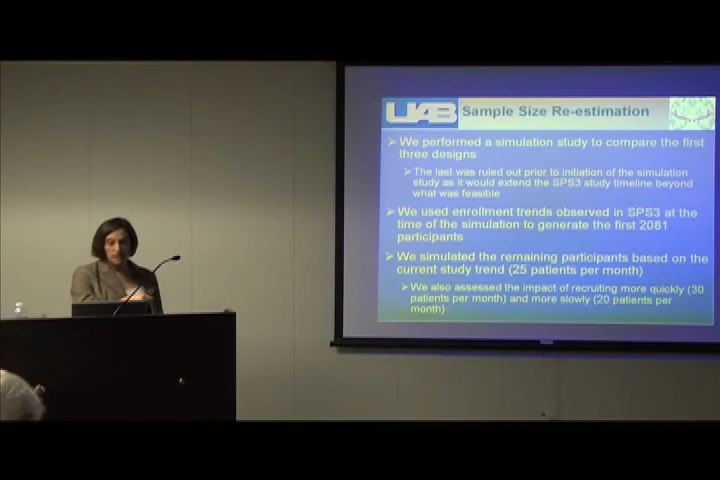 UAB Sample Size Re-estimation
➢ We performed a simulation study to compare the first
three designs
➢ The last was ruled out prior to initiation of the simulation
study as it would extend the SPS3 study timeline beyond
what was feasible
➢ We used enrollment trends observed in SPS3 at the
time of the simulation to generate the first 2081
participants
➢ We simulated the remaining participants based on the
current study trend (25 patients per month)
➢ We also assessed the impact of recruiting more quickly (30
patients per month) and more slowly (20 patients per
month)